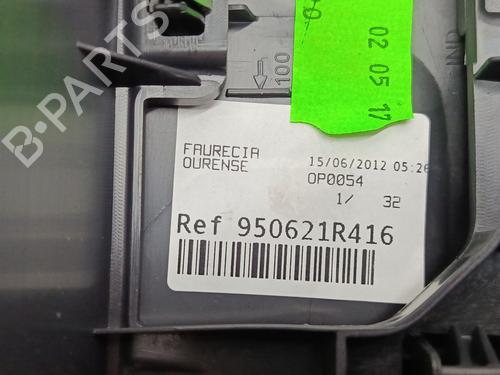 B-PARTS
02 05 17
100
FAURECIA
OURENSE
15/06/2012 05:26
OP0054
1/ 32
Ref 950621R416